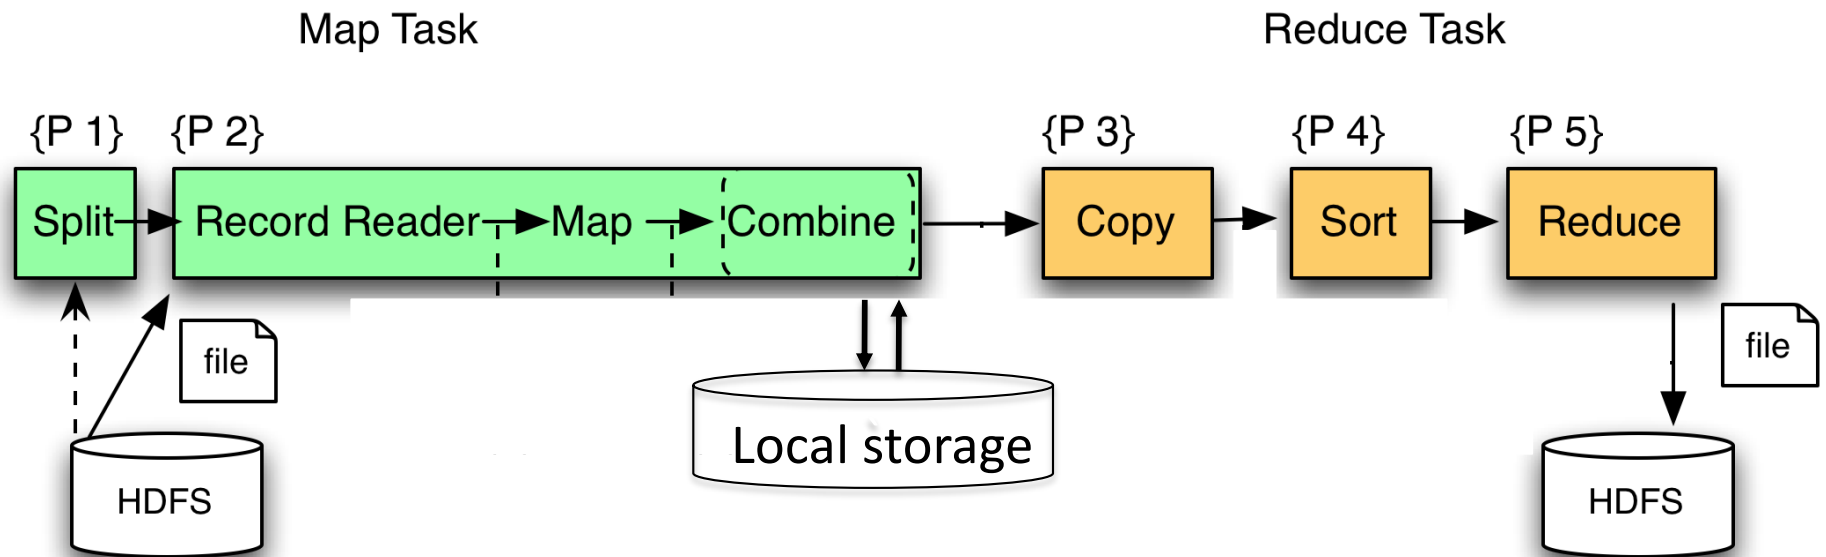 Map Task
Reduce Task
{P 1}
{P 2}
{P 3}
{P 4}
{P 5}
Split
Record Reader
Map
Combine
Copy
Sort
Reduce
file
file
Local storage
HDFS
HDFS